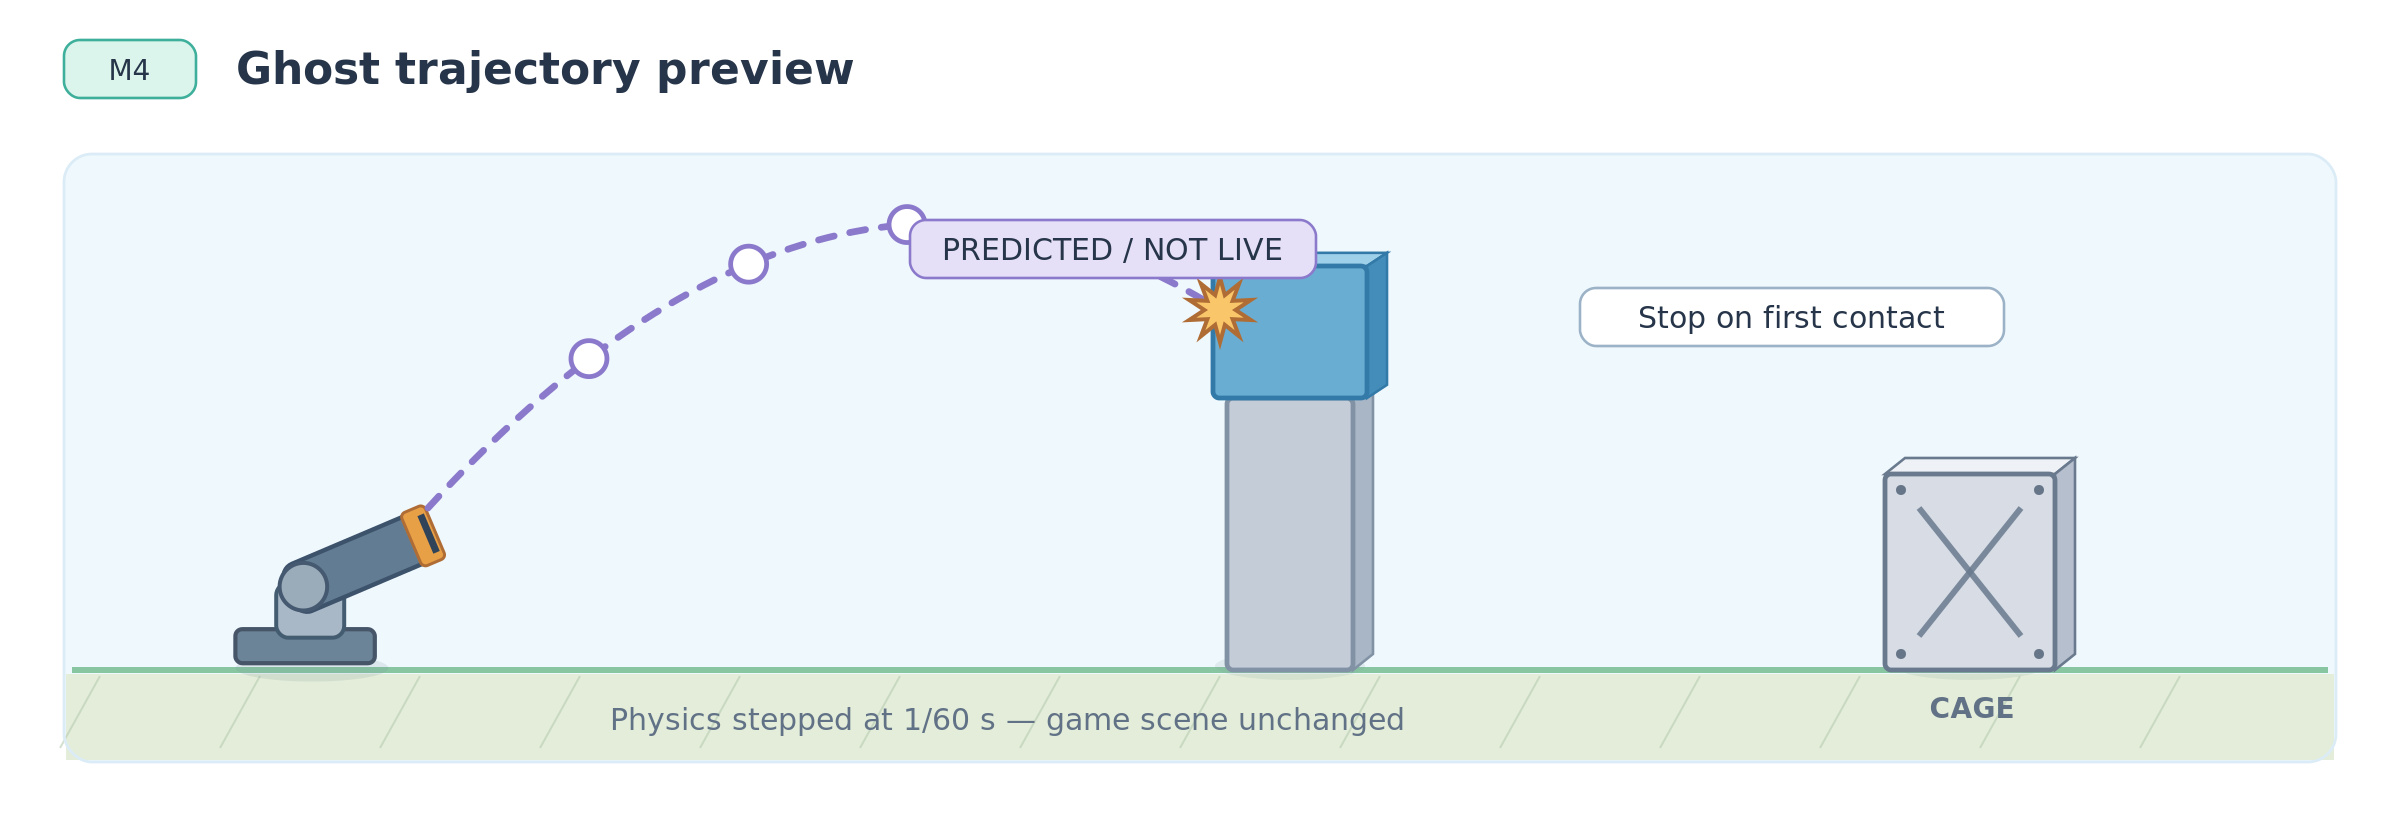 M4
Ghost trajectory preview
PREDICTED / NOT LIVE
Stop on first contact
CAGE
Physics stepped at 1/60 s — game scene unchanged